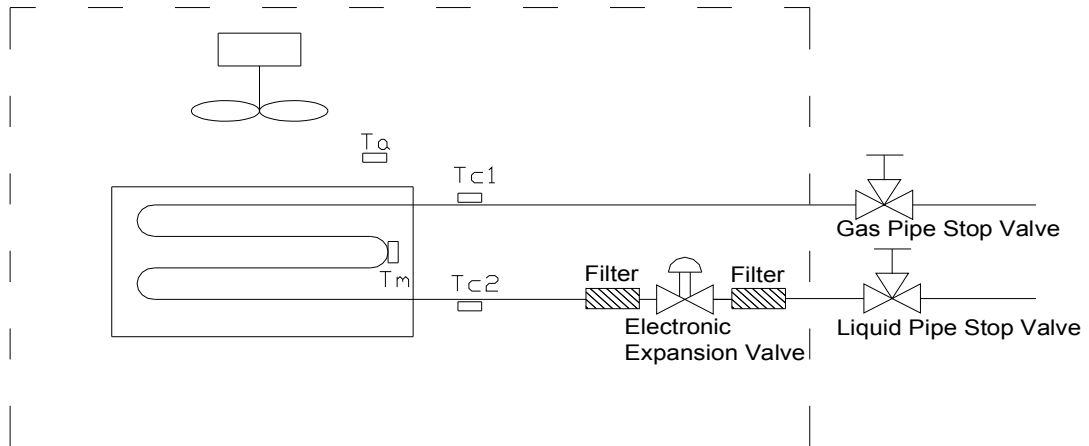 Ta
Tc1
Gas Pipe Stop Valve
Tm
Tc2
Filter
Filter
Electronic
Expansion Valve
Liquid Pipe Stop Valve